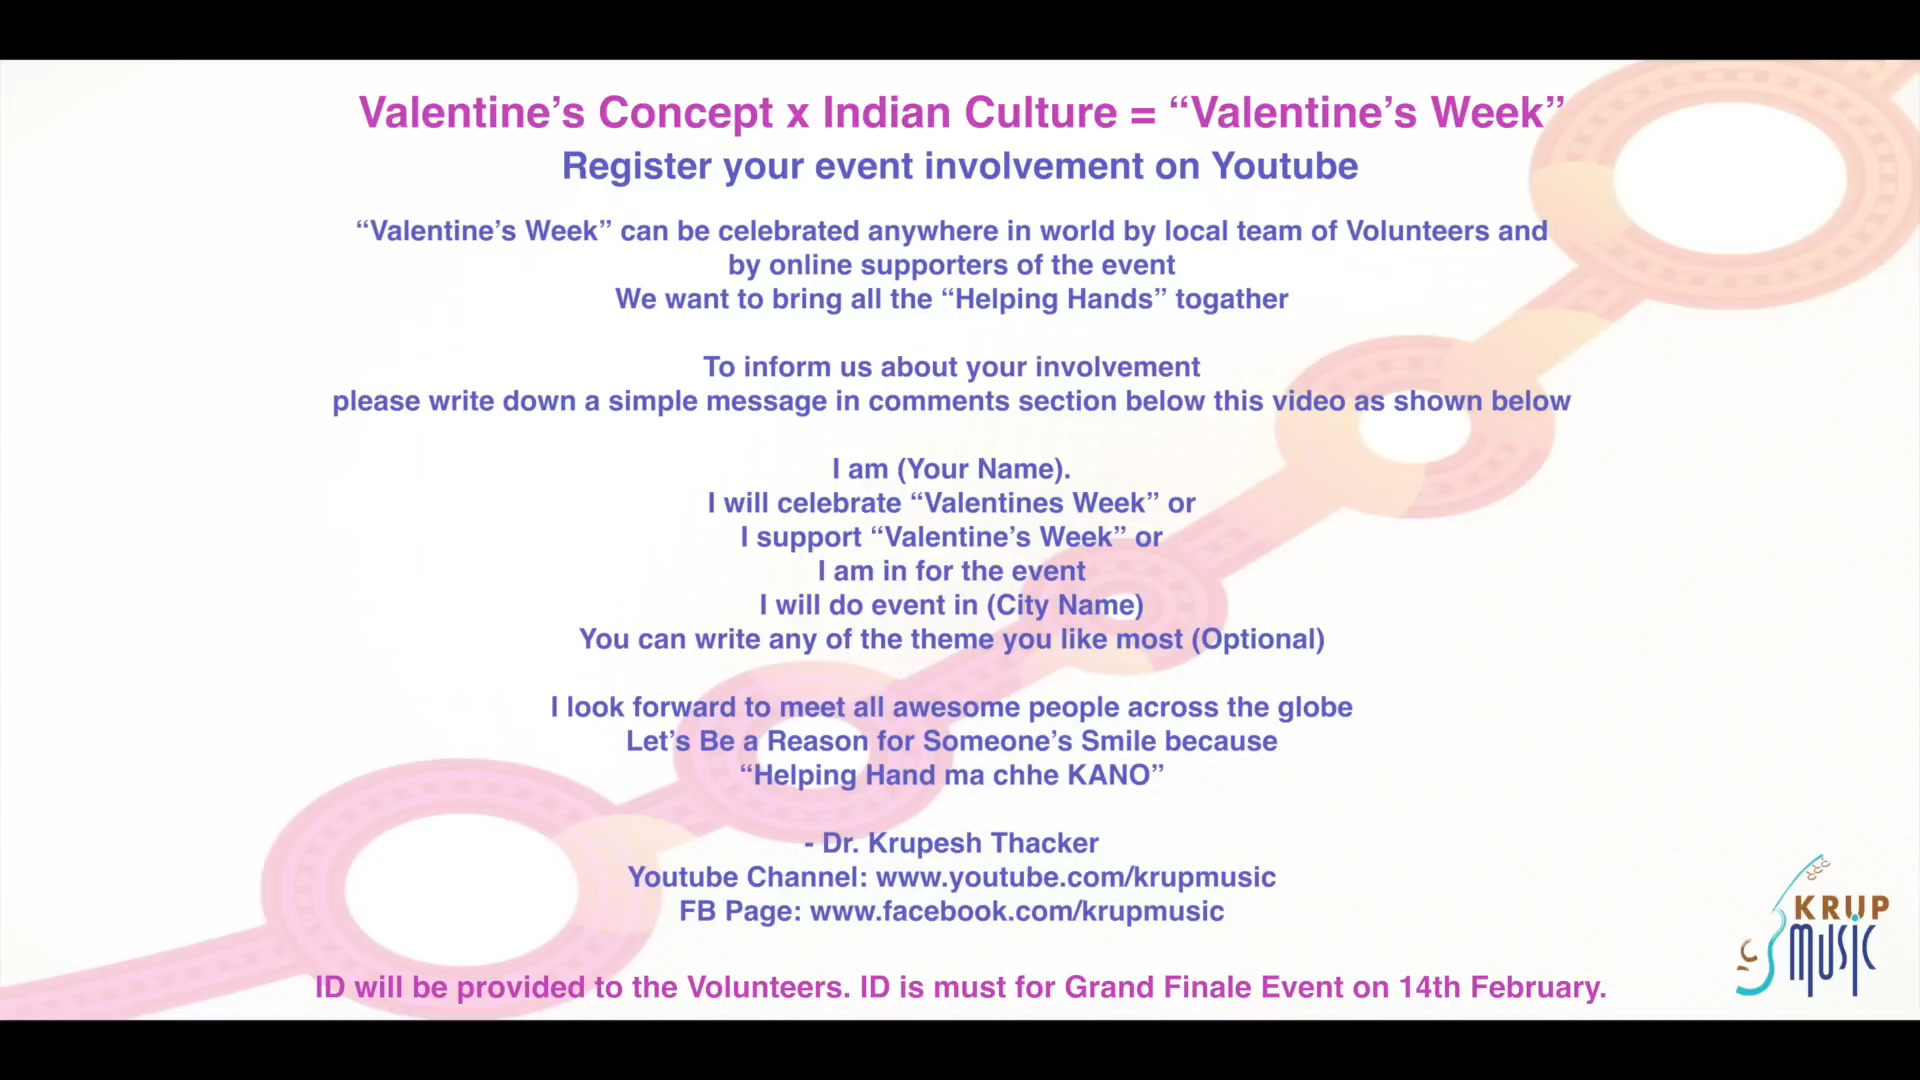 Valentine’s Concept x Indian Culture = “Valentine’s Week”
Register your event involvement on Youtube
“Valentine’s Week” can be celebrated anywhere in world by local team of Volunteers and
by online supporters of the event
We want to bring all the “Helping Hands” togather
To inform us about your involvement
please write down a simple message in comments section below this video as shown below
I am (Your Name).
I will celebrate “Valentines Week” or
I support “Valentine’s Week” or
I am in for the event
I will do event in (City Name)
You can write any of the theme you like most (Optional)
I look forward to meet all awesome people across the globe
Let’s Be a Reason for Someone’s Smile because
“Helping Hand ma chhe KANO”
- Dr. Krupesh Thacker
Youtube Channel: www.youtube.com/krupmusic
FB Page: www.facebook.com/krupmusic
KRUP
MUSIC
ID will be provided to the Volunteers. ID is must for Grand Finale Event on 14th February.